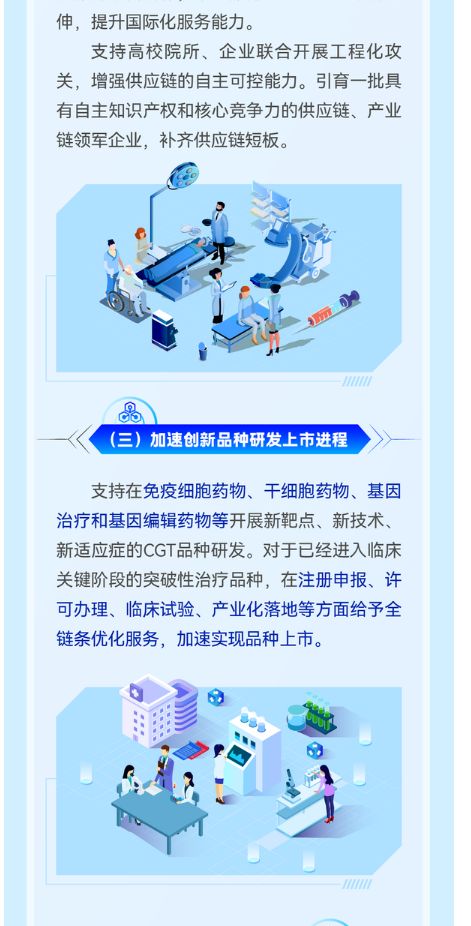 伸，提升国际化服务能力。
支持高校院所、企业联合开展工程化攻
关，增强供应链的自主可控能力。引育一批具
有自主知识产权和核心竞争力的供应链、产业
链领军企业，补齐供应链短板。
（三）加速创新品种研发上市进程
支持在免疫细胞药物、干细胞药物、基因
治疗和基因编辑药物等开展新靶点、新技术、
新适应症的CGT品种研发。对于已经进入临床
关键阶段的突破性治疗品种，在注册申报、许
可办理、临床试验、产业化落地等方面给予全
链条优化服务，加速实现品种上市。